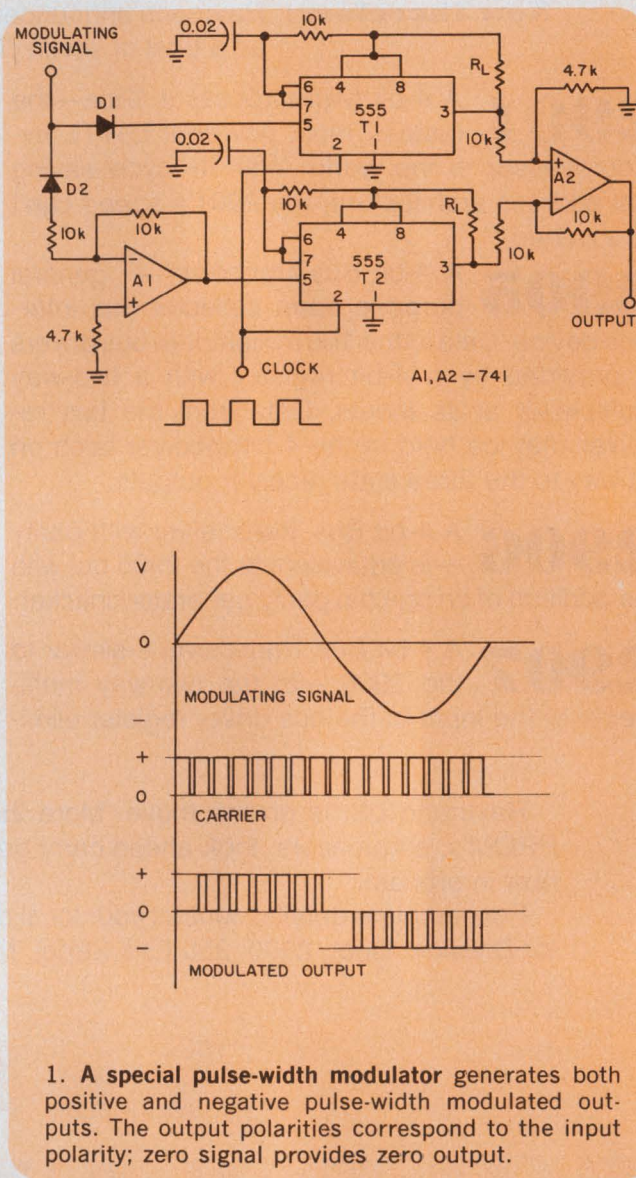 MODULATING
SIGNAL
0.02
10k
D1
6
7
5
4
8
555
T1
1
2
3
RL
10k
4.7k
+
A2
-
0.02
D2
10k
10k
-
A1
+
4.7k
10k
6
7
5
4
8
555
T2
1
2
3
RL
10k
10k
OUTPUT
CLOCK
A1, A2-741
V
0
-
MODULATING SIGNAL
+
0
CARRIER
+
0
-
MODULATED OUTPUT
1. A special pulse-width modulator generates both
positive and negative pulse-width modulated out-
puts. The output polarities correspond to the input
polarity; zero signal provides zero output.